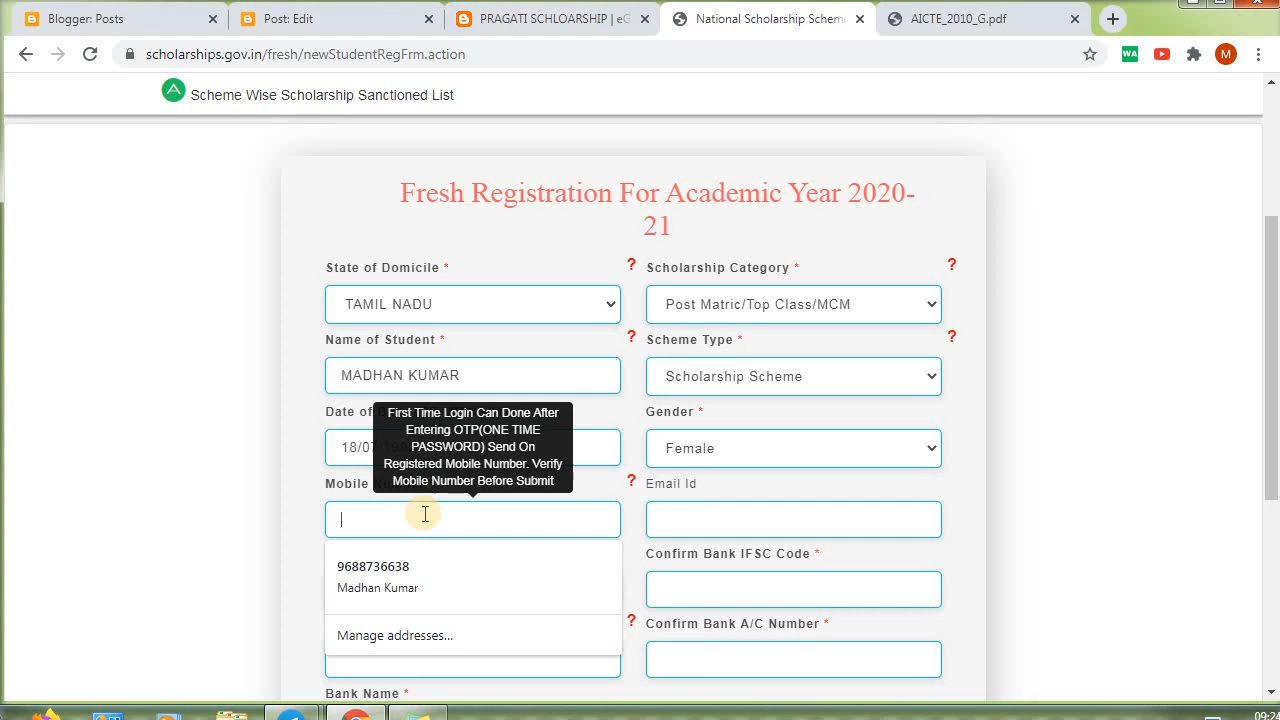 Blogger: Posts
Post: Edit
PRAGATI SCHLOARSHIP | eG
National Scholarship Scheme
AICTE_2010_G.pdf
scholarships.gov.in/fresh/newStudentRegFrmaction
WA
M
Scheme Wise Scholarship Sanctioned List
Fresh Registration For Academic Year 2020-
21
State of Domicile *
?
Scholarship Category *
?
TAMIL NADU
Post Matric/Top Class/MCM
Name of Student *
?
Scheme Type *
?
MADHAN KUMAR
Scholarship Scheme
Date of
First Time Login Can Done After
Entering OTP(ONE TIME
PASSWORD) Send On
Registered Mobile Number. Verify
Mobile Number Before Submit
Gender *
18/07
Female
Mobile
?
Email Id
9688736638
Madhan Kumar
Manage addresses...
Confirm Bank IFSC Code *
?
Confirm Bank A/C Number *
Bank Name *
09:24